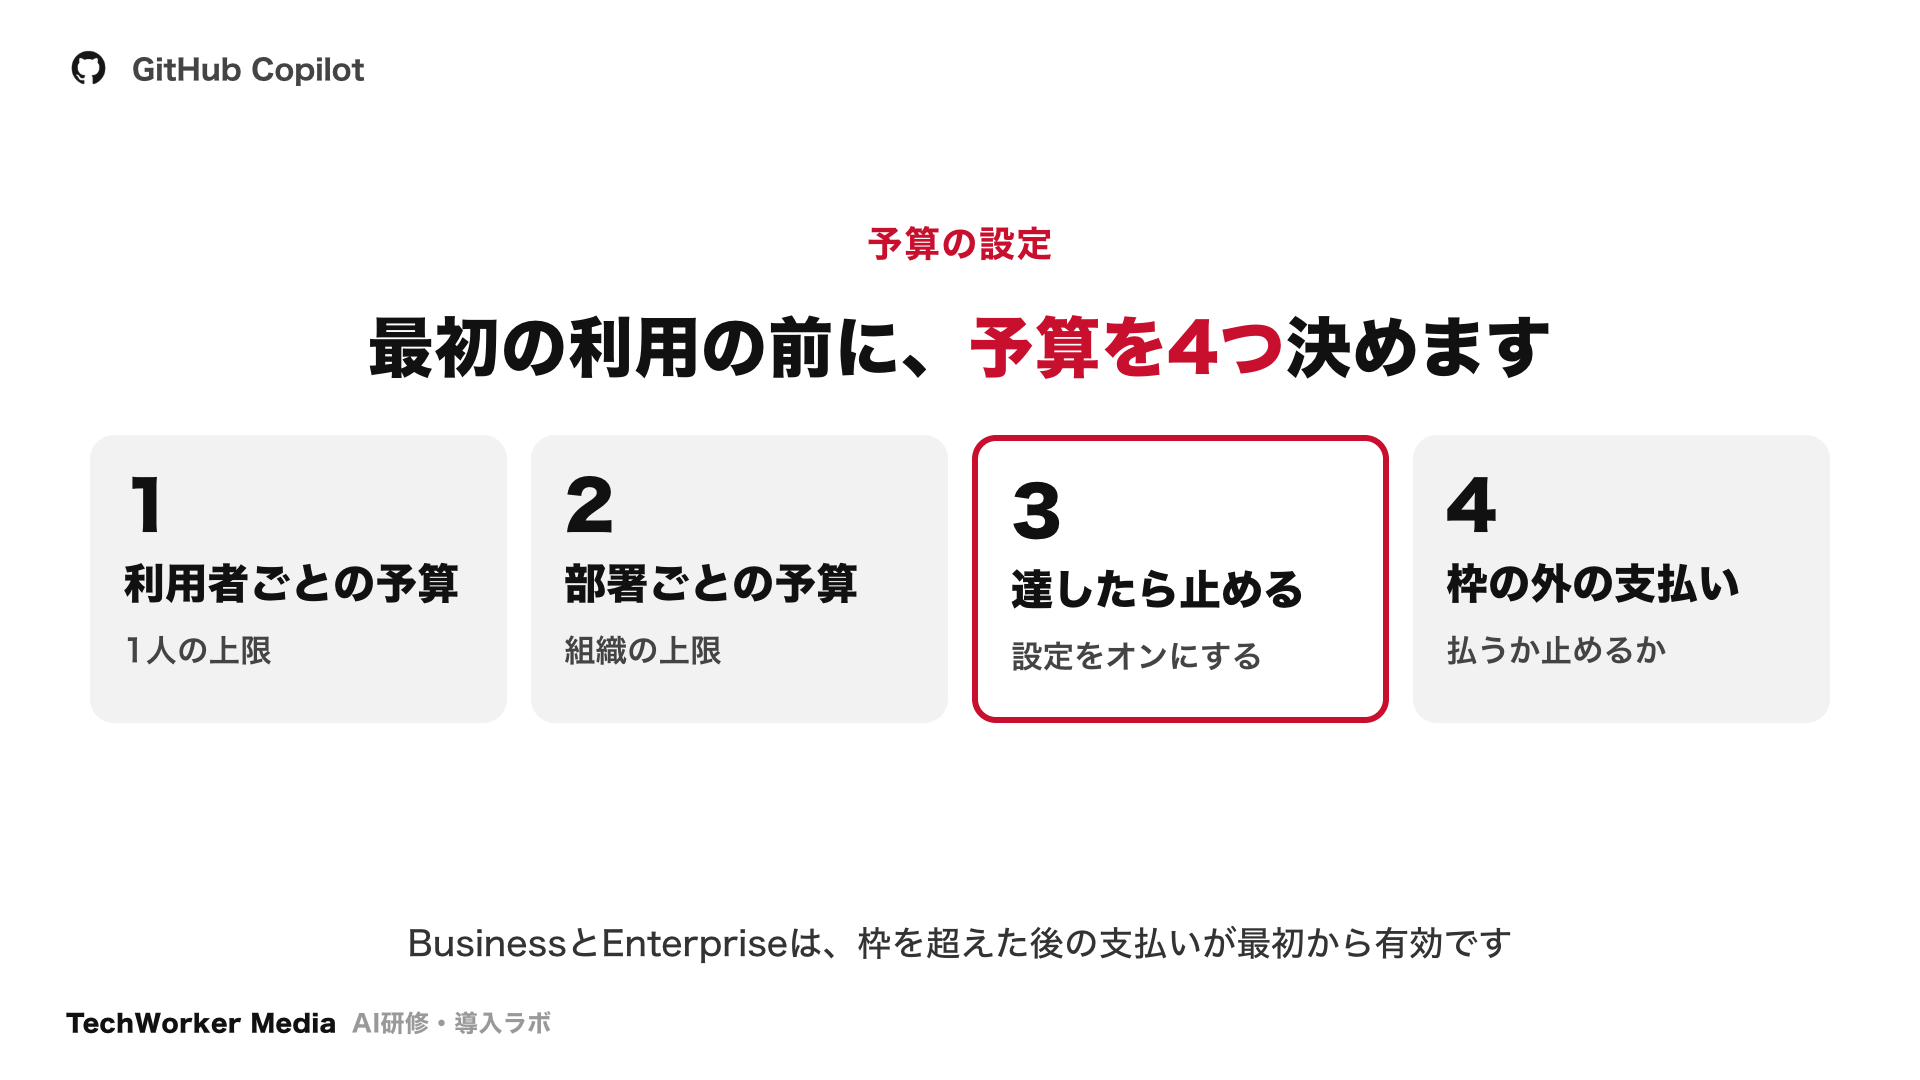 GitHub Copilot
予算の設定
最初の利用の前に、予算を4つ決めます
1
利用者ごとの予算
1人の上限
2
部署ごとの予算
組織の上限
3
達したら止める
設定をオンにする
4
枠の外の支払い
払うか止めるか
BusinessとEnterpriseは、枠を超えた後の支払いが最初から有効です
TechWorker Media AI研修・導入ラボ